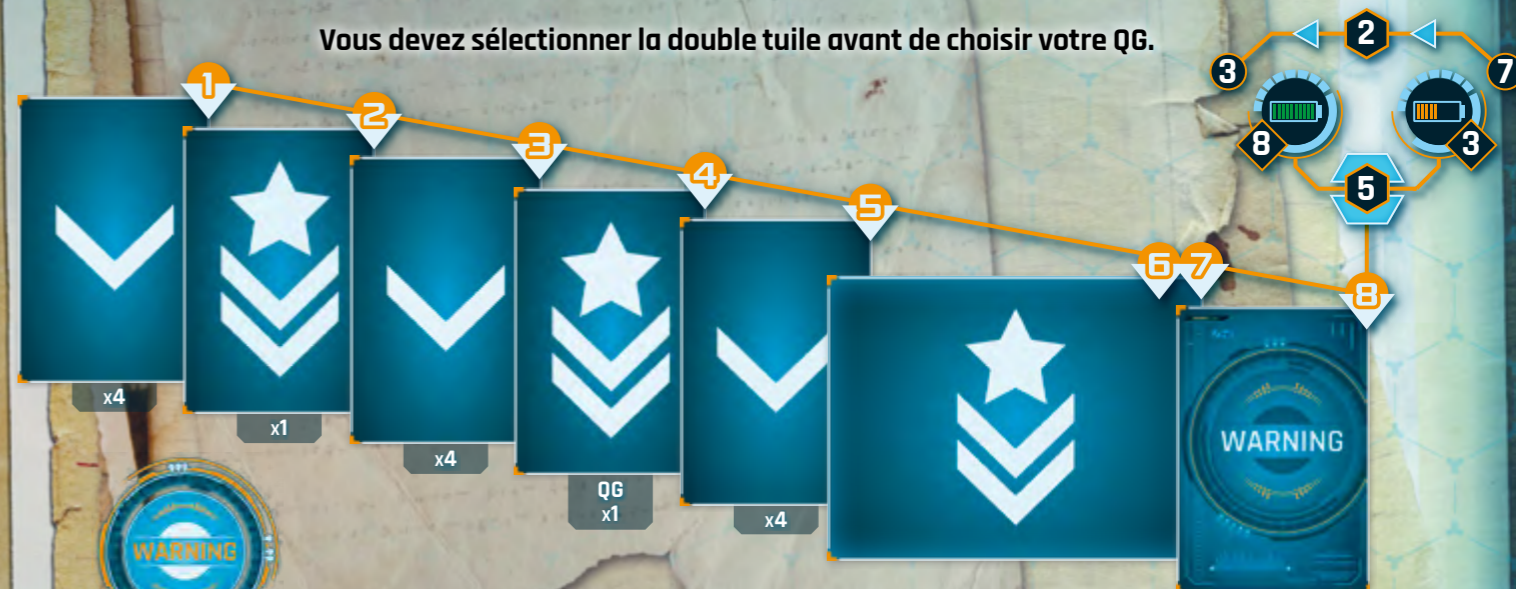 Vous devez sélectionner la double tuile avant de choisir votre QG.
2
3
7
8
3
5
1
2
3
4
5
6
7
8
x4
x1
x4
QG
x1
x4
WARNING
WARNING